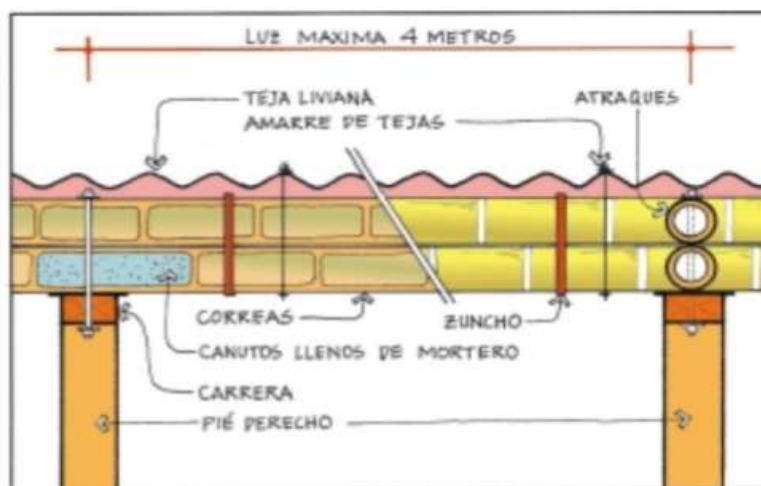 LUZ MAXIMA 4 METROS
TEJA LIVIANA
AMARRE DE TEJAS
ATRAQUES
CORREAS
ZUNCHO
CANUTOS LLENOS DE MORTERO
CARRERA
PIÉ DERECHO